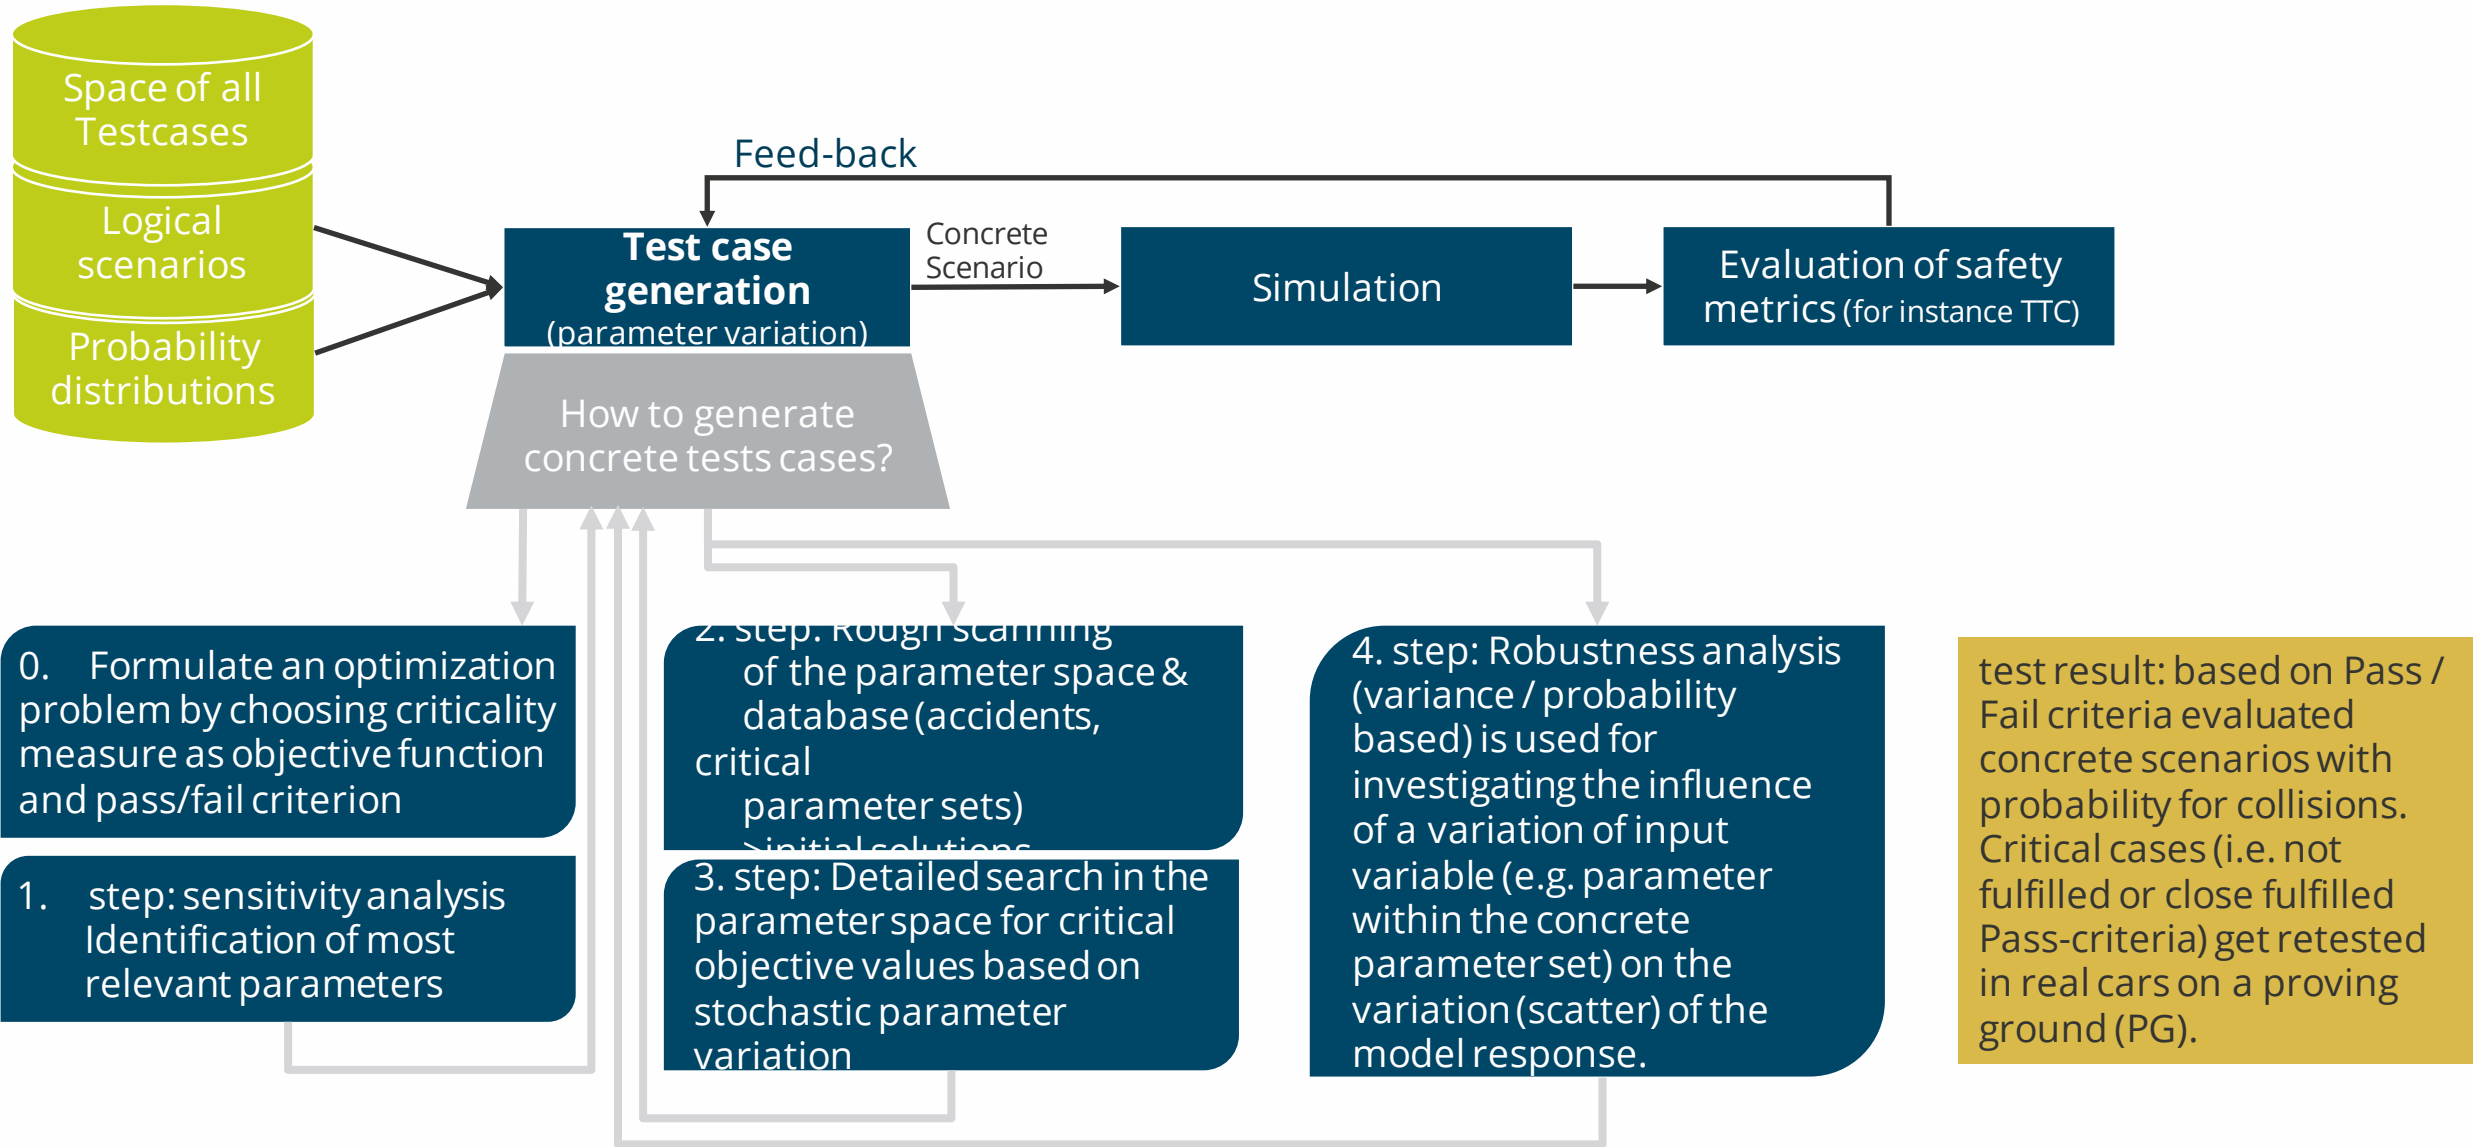 Space of all
Testcases
Logical
scenarios
Probability
distributions
Feed-back
Test case
generation
(parameter variation)
Concrete
Scenario
Simulation
Evaluation of safety
metrics (for instance TTC)
How to generate
concrete tests cases?
0. Formulate an optimization
problem by choosing criticality
measure as objective function
and pass/fail criterion
1. step: sensitivity analysis
Identification of most
relevant parameters
2. step: Rough scanning
of the parameter space &
database (accidents,
critical
parameter sets)
>initial solutions
3. step: Detailed search in the
parameter space for critical
objective values based on
stochastic parameter
variation
4. step: Robustness analysis
(variance / probability
based) is used for
investigating the influence
of a variation of input
variable (e.g. parameter
within the concrete
parameter set) on the
variation (scatter) of the
model response.
test result: based on Pass /
Fail criteria evaluated
concrete scenarios with
probability for collisions.
Critical cases (i.e. not
fulfilled or close fulfilled
Pass-criteria) get retested
in real cars on a proving
ground (PG).